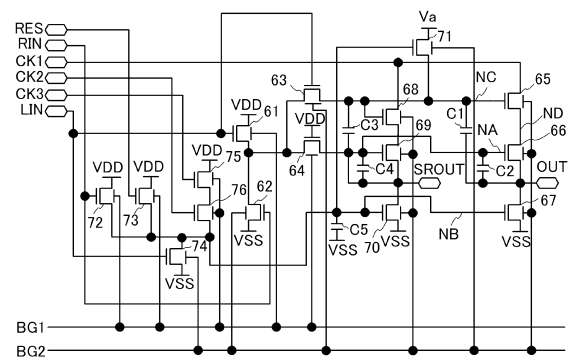 RES
RIN
CK1
CK2
CK3
LIN
Va
71
63
NC
65
VDD
61
68
ND
VDD
C3
69
C1
NA
66
75
64
C4
SROUT
C2
OUT
VDD
VDD
76
62
67
72
73
74
VSS
C5
VSS
70
VSS
NB
VSS
VSS
BG1
BG2
VDD